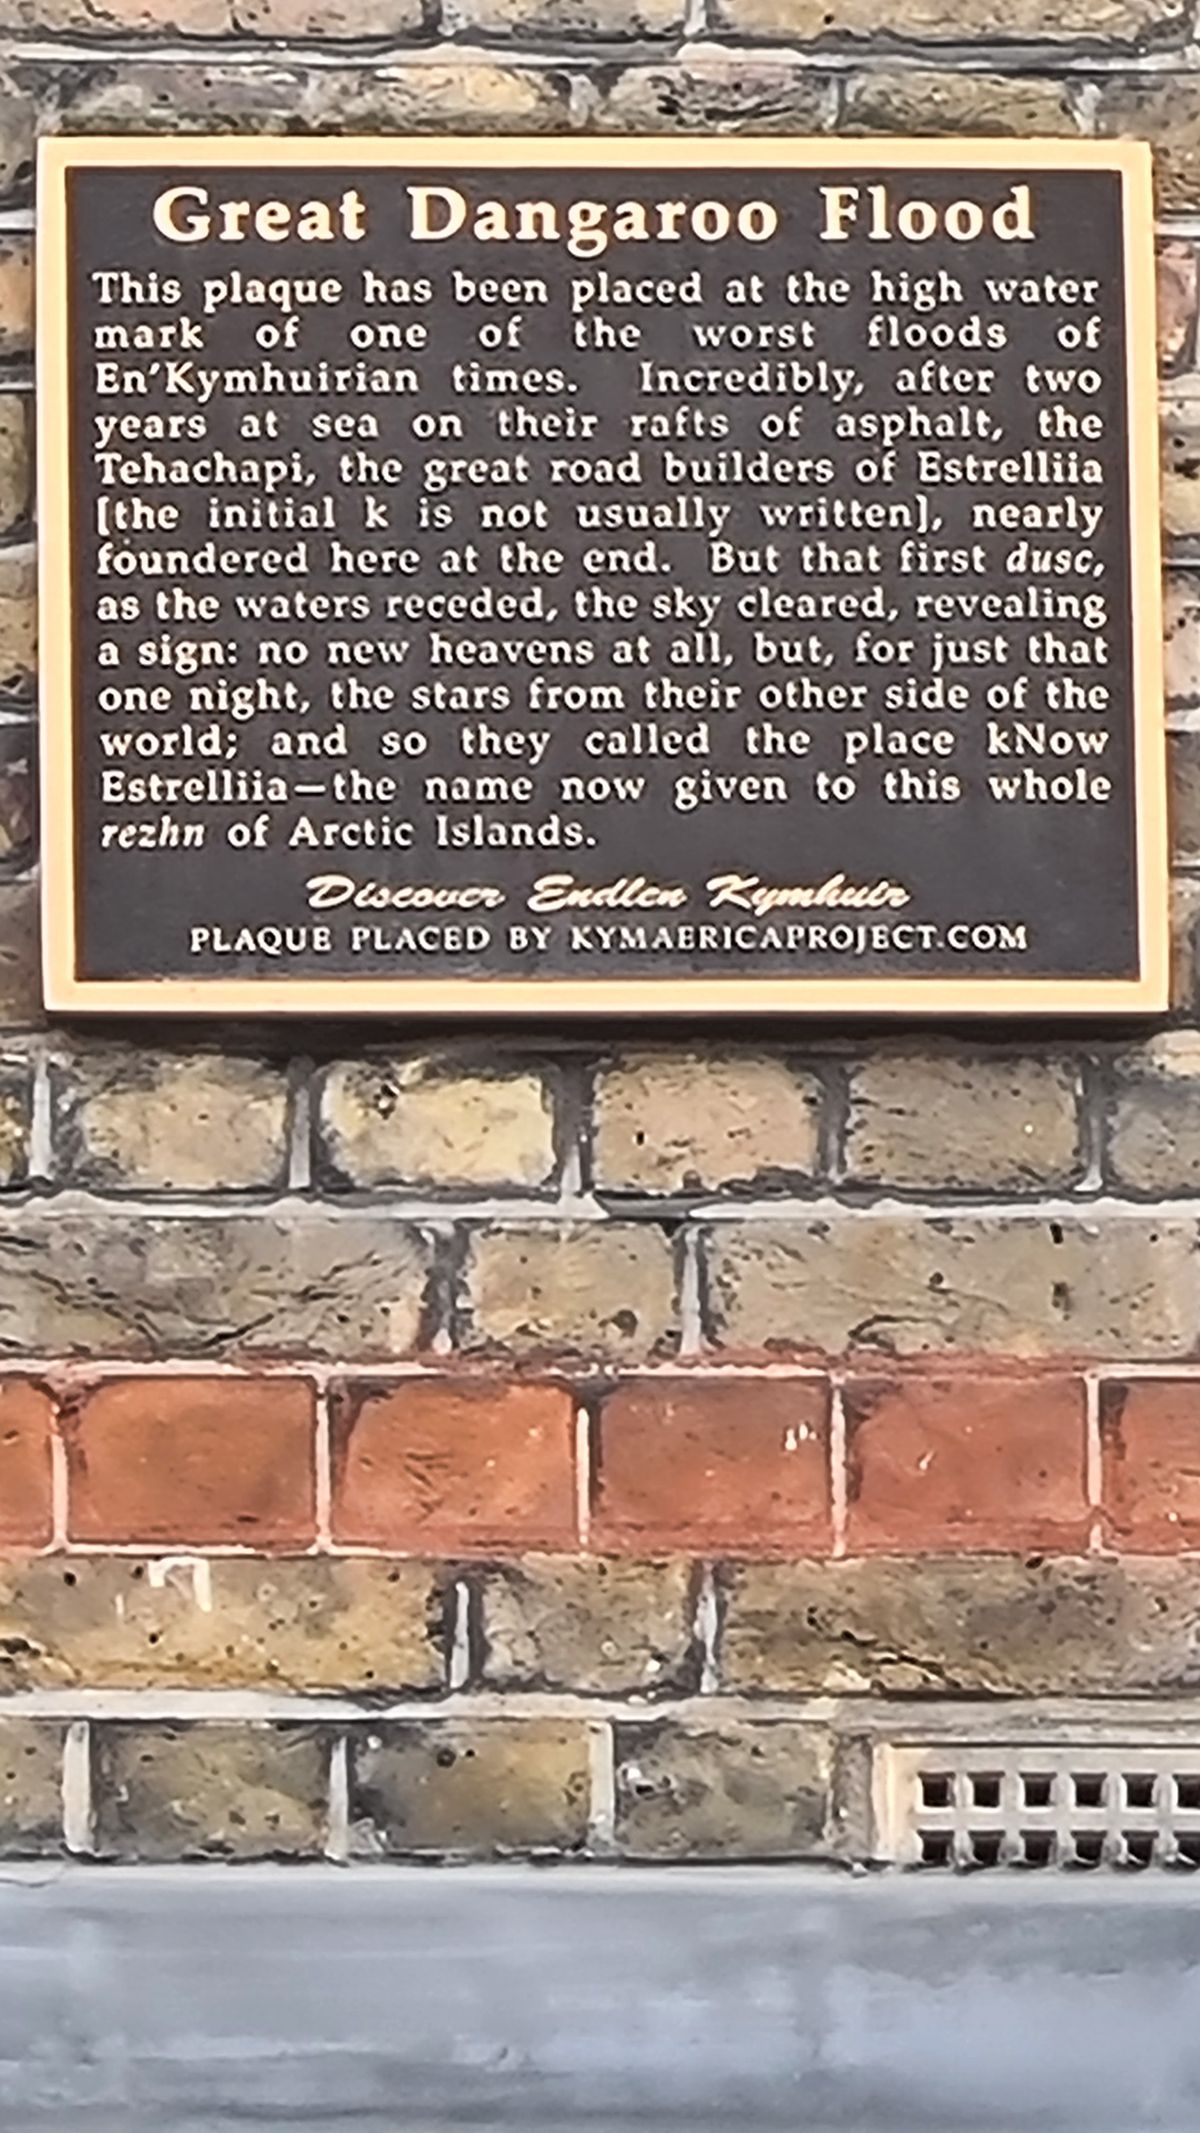 Great Dangaroo Flood
This plaque has been placed at the high water
mark of one of the worst floods of
En'Kymhuirian times. Incredibly, after two
years at sea on their rafts of asphalt, the
Tehachapi, the great road builders of Estrelliia
[the initial k is not usually written], nearly
foundered here at the end. But that first dusc,
as the waters receded, the sky cleared, revealing
a sign: no new heavens at all, but, for just that
one night, the stars from their other side of the
world; and so they called the place kNow
Estrelliia—the name now given to this whole
rezhn of Arctic Islands.
Discover Endlen Kymhuir
PLAQUE PLACED BY KYMAERICAPROJECT.COM